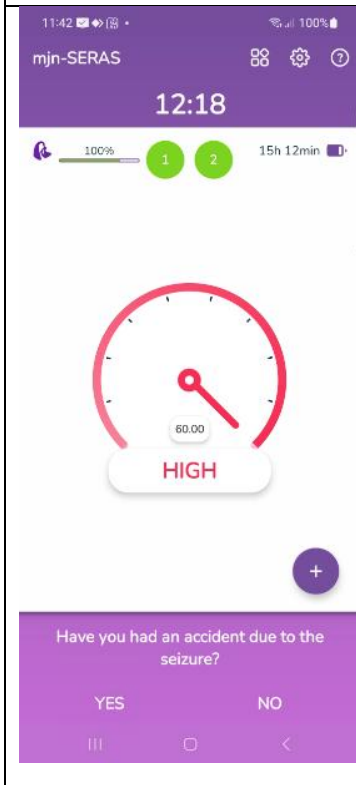 11:42 100%
mjn-SERAS
12:18
100% 1 2 15h 12min
60.00
HIGH
+
Have you had an accident due to the
seizure?
YES NO